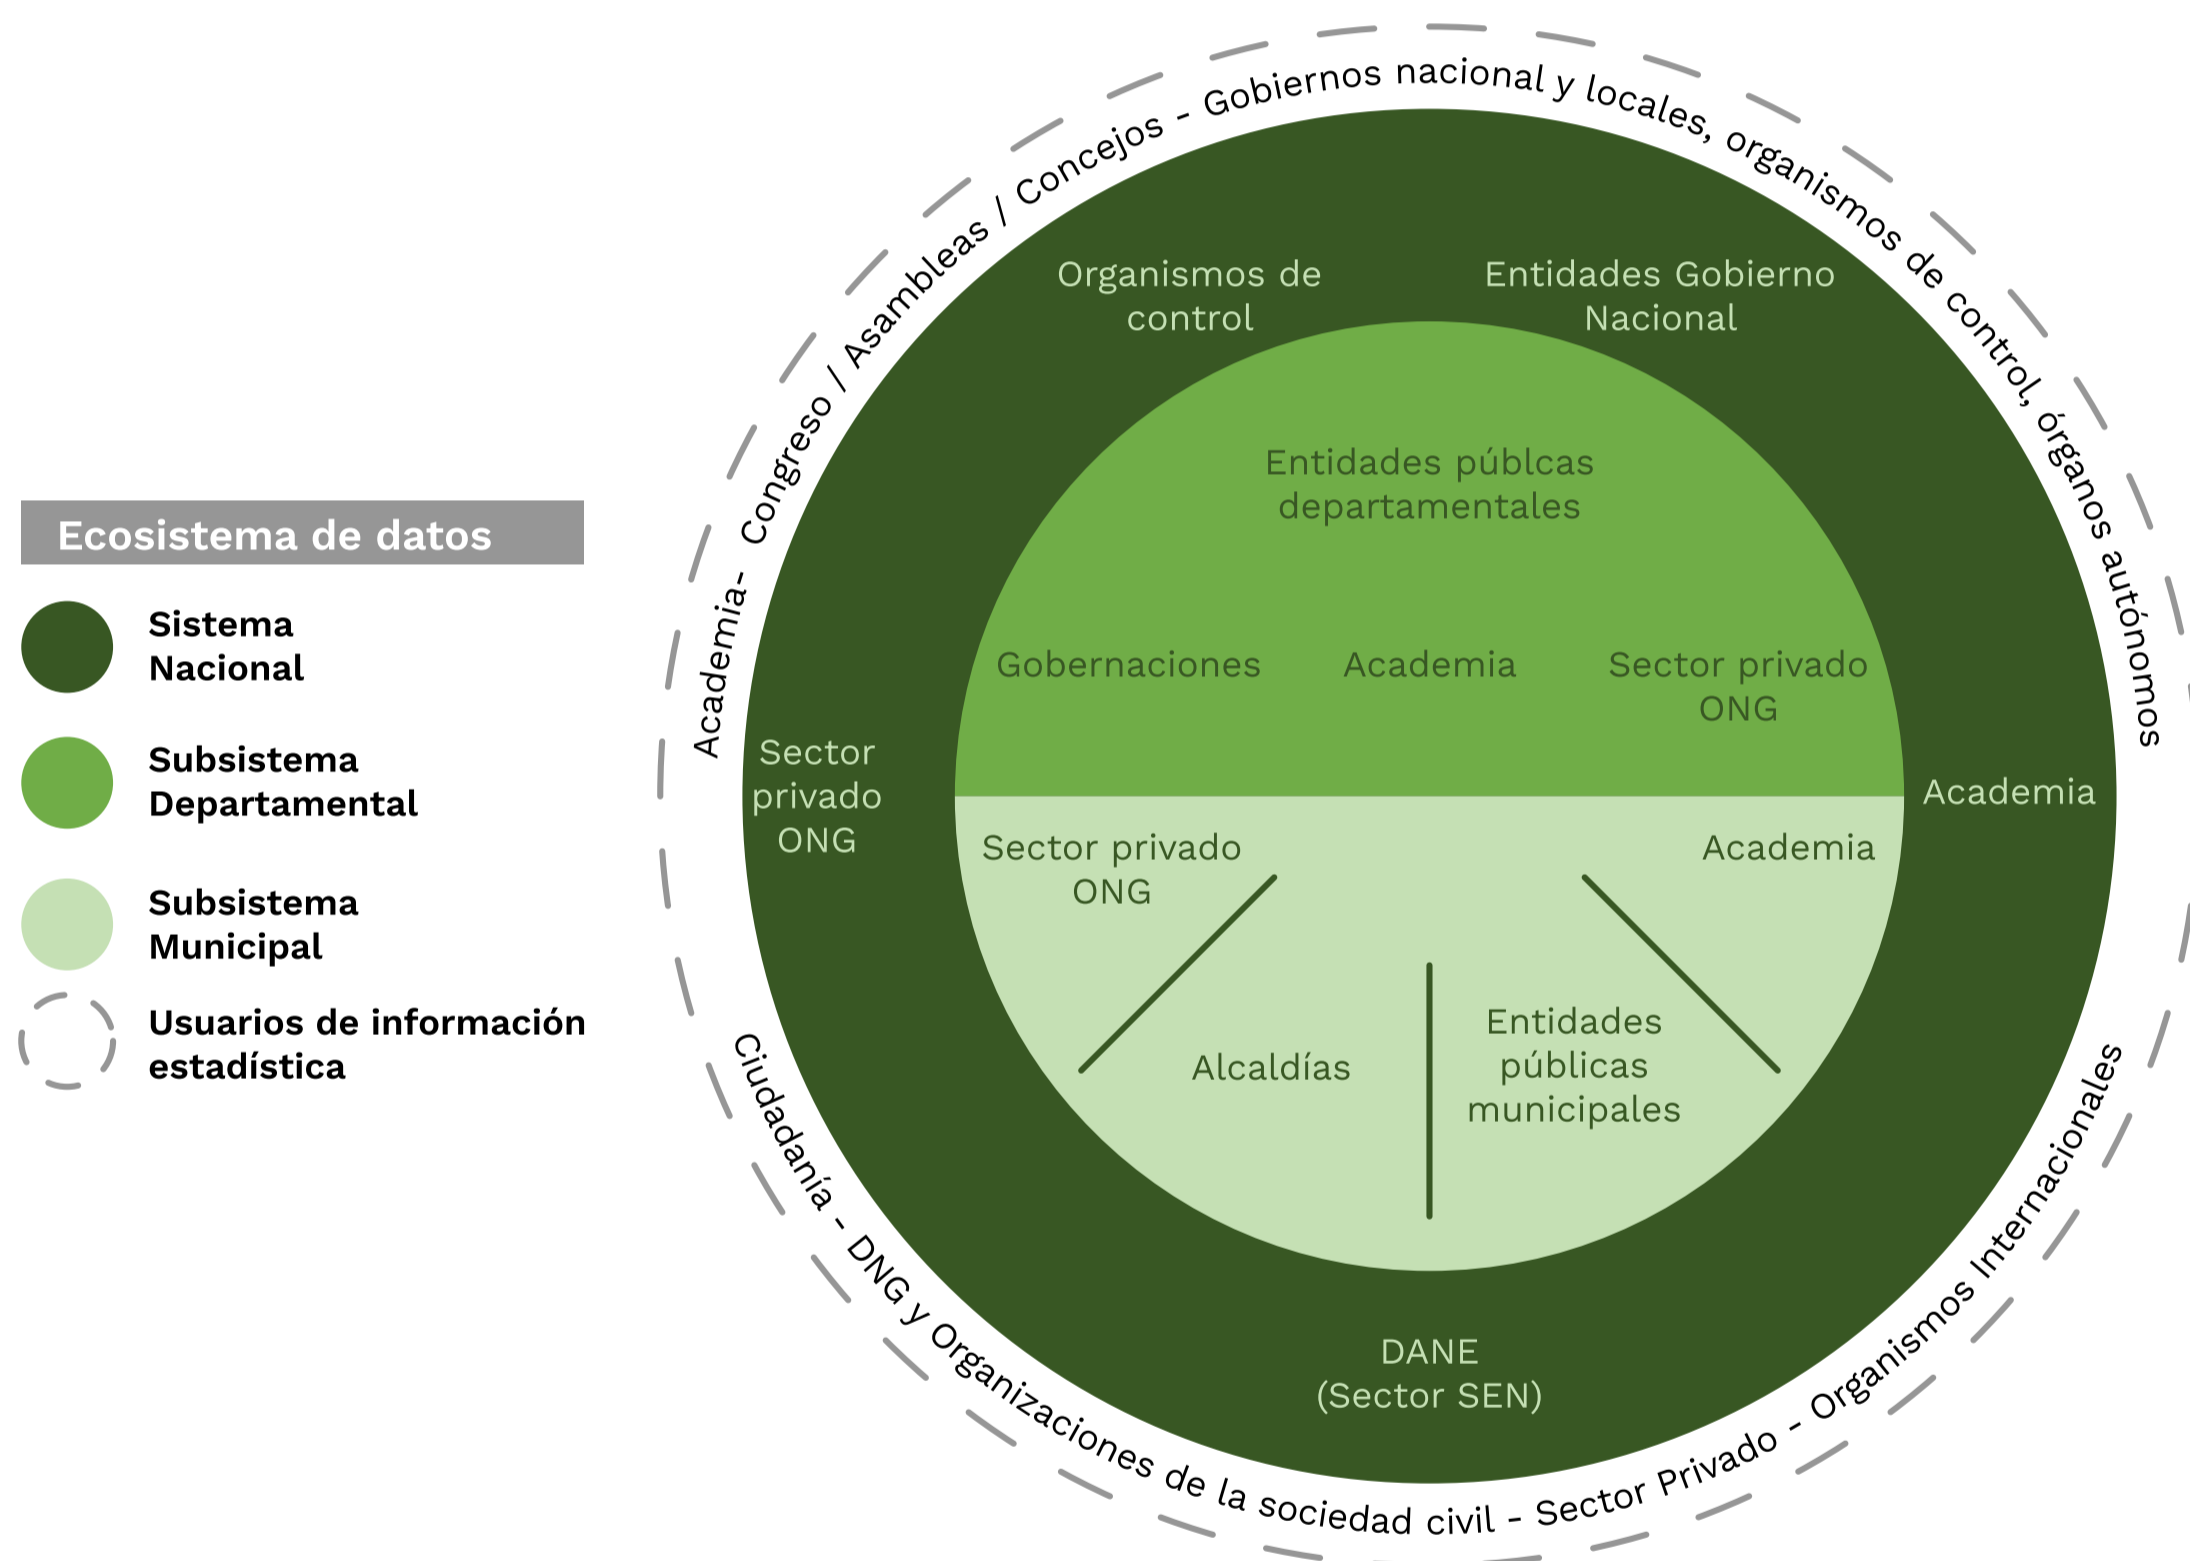 Ecosistema de datos
Sistema
Nacional
Subsistema
Departamental
Subsistema
Municipal
Usuarios de información
estadística
Academia- Congreso / Asambleas / Concejos - Gobiernos nacional y locales, organismos de control, órganos autónomos
Organismos de
control
Entidades Gobierno
Nacional
Entidades públcas
departamentales
Gobernaciones
Academia
Sector privado
ONG
Sector
privado
ONG
Academia
Sector privado
ONG
Academia
Alcaldías
Entidades
públicas
municipales
DANE
(Sector SEN)
Ciudadanía - DNG y Organizaciones de la sociedad civil - Sector Privado - Organismos Internacionales